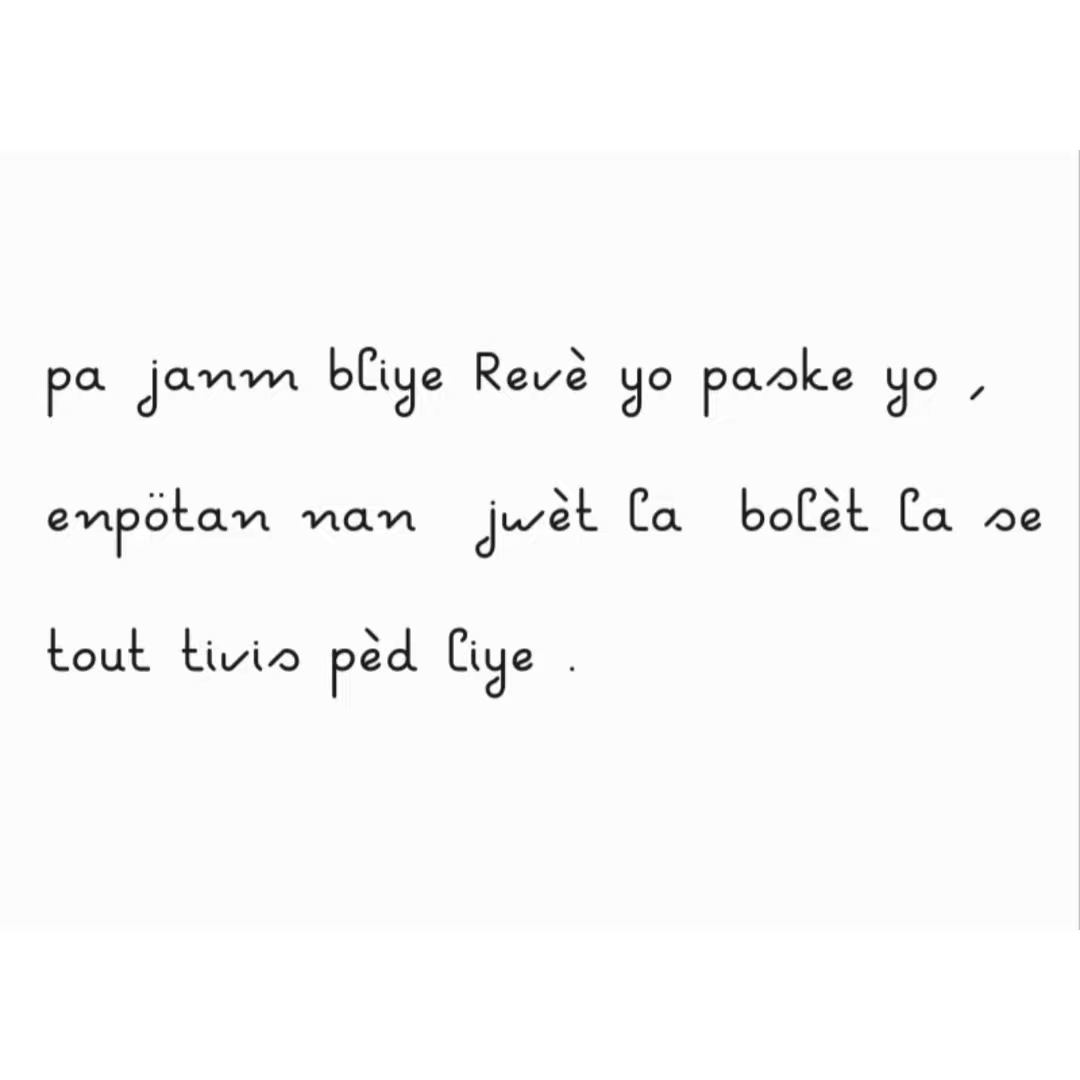 pa janm bliye Revè yo paske yo ,
enpötan nan jwèt la bolèt la se
tout tivis pèd liye .